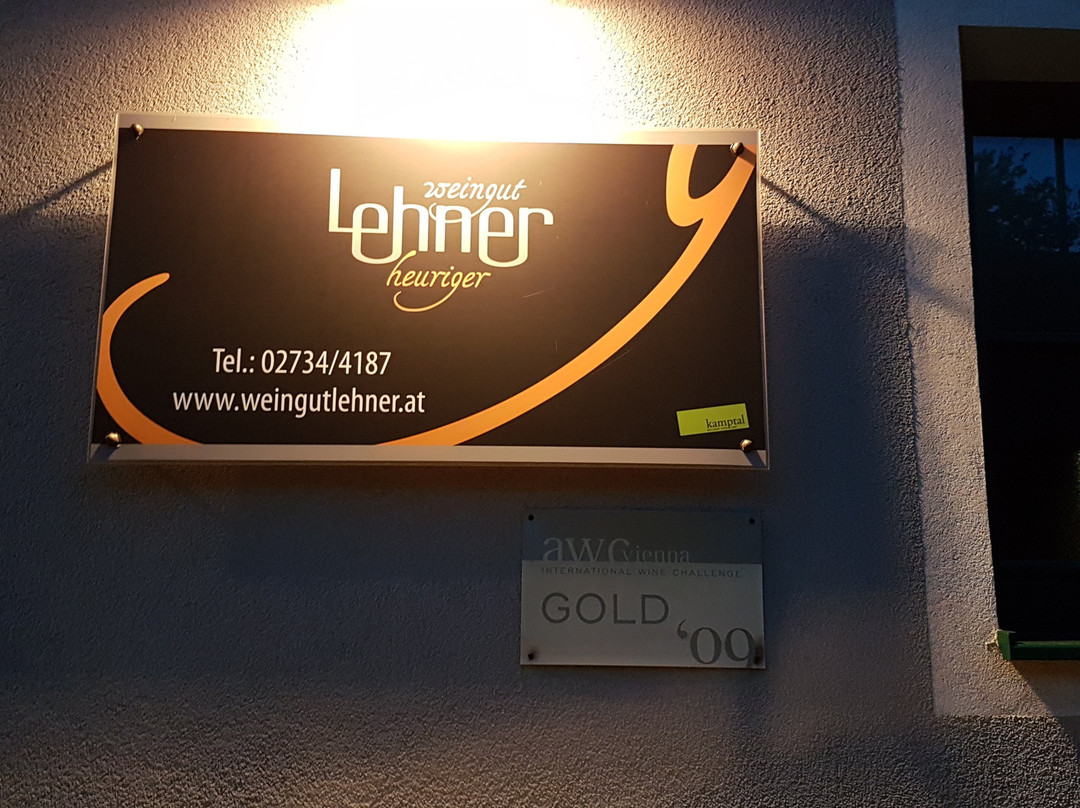 weingut
Lehner
heuriger
Tel.: 02734/4187
www.weingutlehner.at
kamptal
awc vienna
INTERNATIONAL WINE CHALLENGE
GOLD
'09